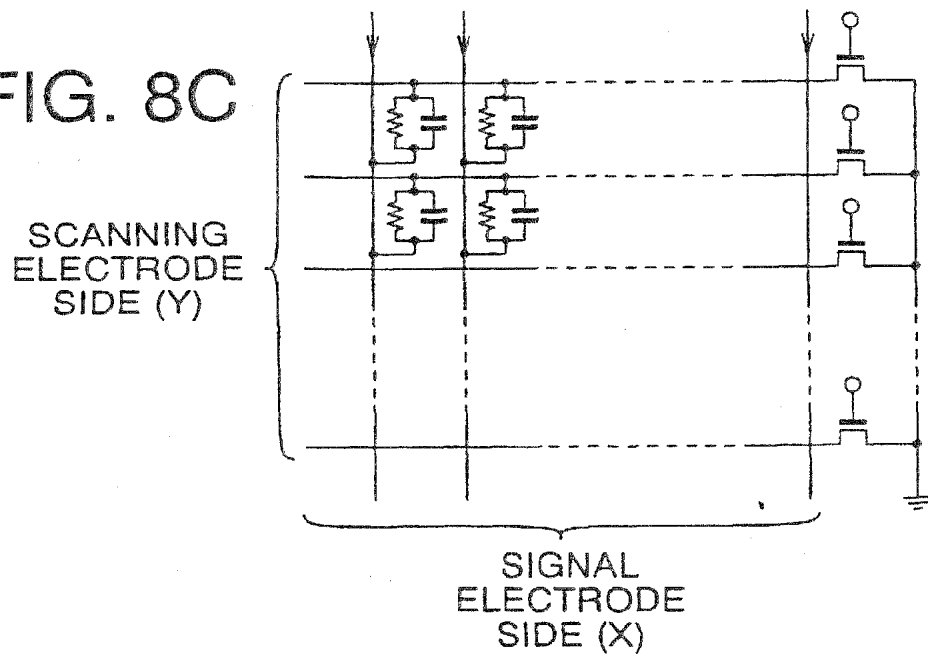 FIG. 8C
SCANNING
ELECTRODE
SIDE (Y)
SIGNAL
ELECTRODE
SIDE (X)